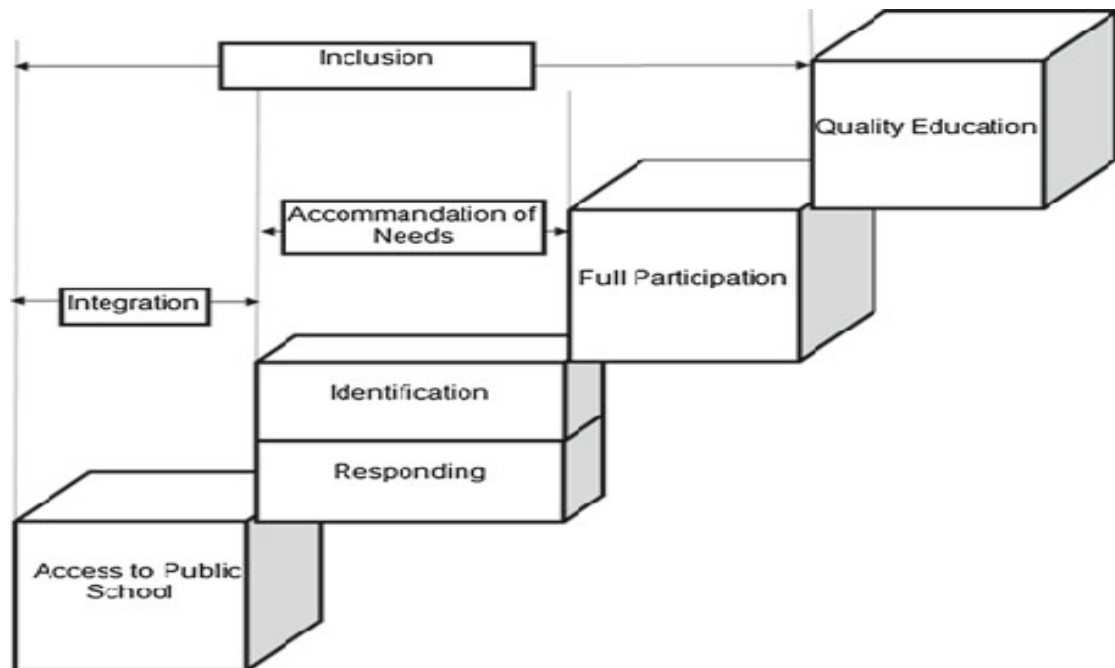 Inclusion
Quality Education
Accommandation of
Needs
Full Participation
Integration
Identification
Responding
Access to Public
School